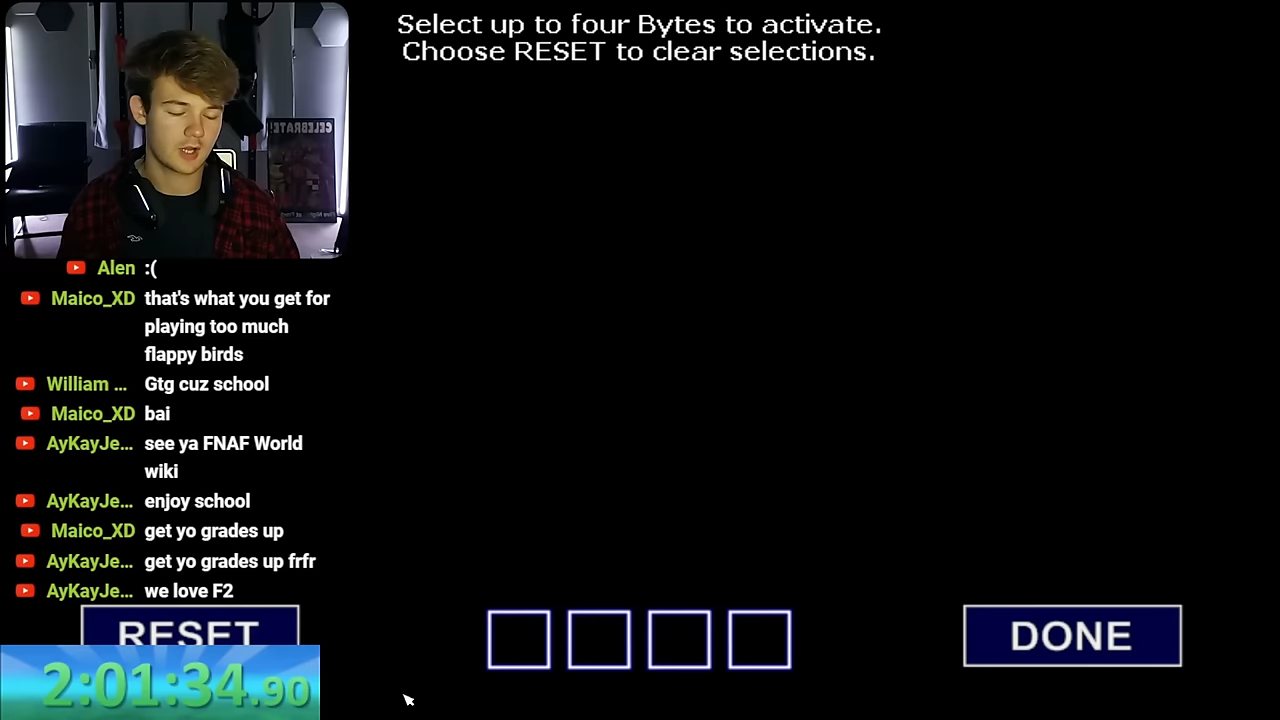 Select up to four Bytes to activate.
Choose RESET to clear selections.
CELEBRATE!
Alen :(
Maico_XD that's what you get for
playing too much
flappy birds
William ... Gtg cuz school
Maico_XD bai
AyKayJe... see ya FNAF World
wiki
AyKayJe... enjoy school
Maico_XD get yo grades up
AyKayJe... get yo grades up frfr
AyKayJe... we love F2
RESET
DONE
2:01:34.90